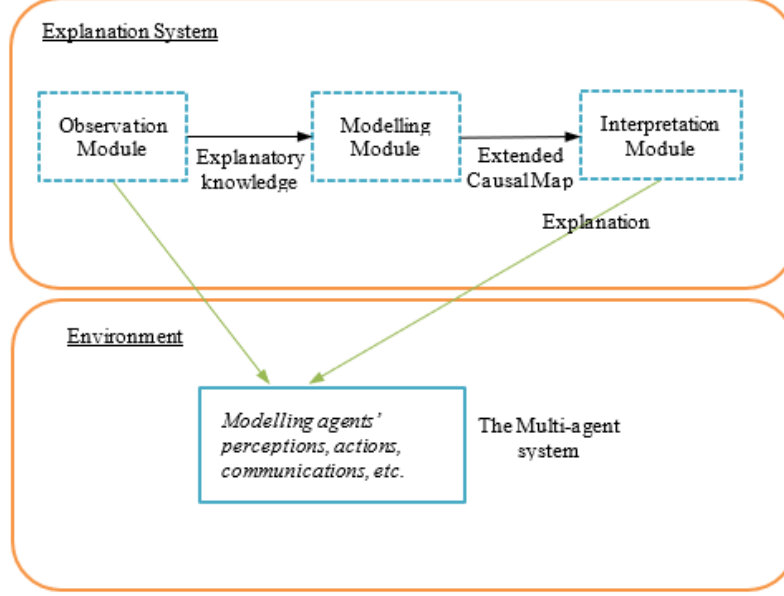 Explanation System
Observation
Module
Explanatory
knowledge
Modelling
Module
Extended
Causal Map
Interpretation
Module
Explanation
Environment
Modelling agents’
perceptions, actions,
communications, etc.
The Multi-agent
system